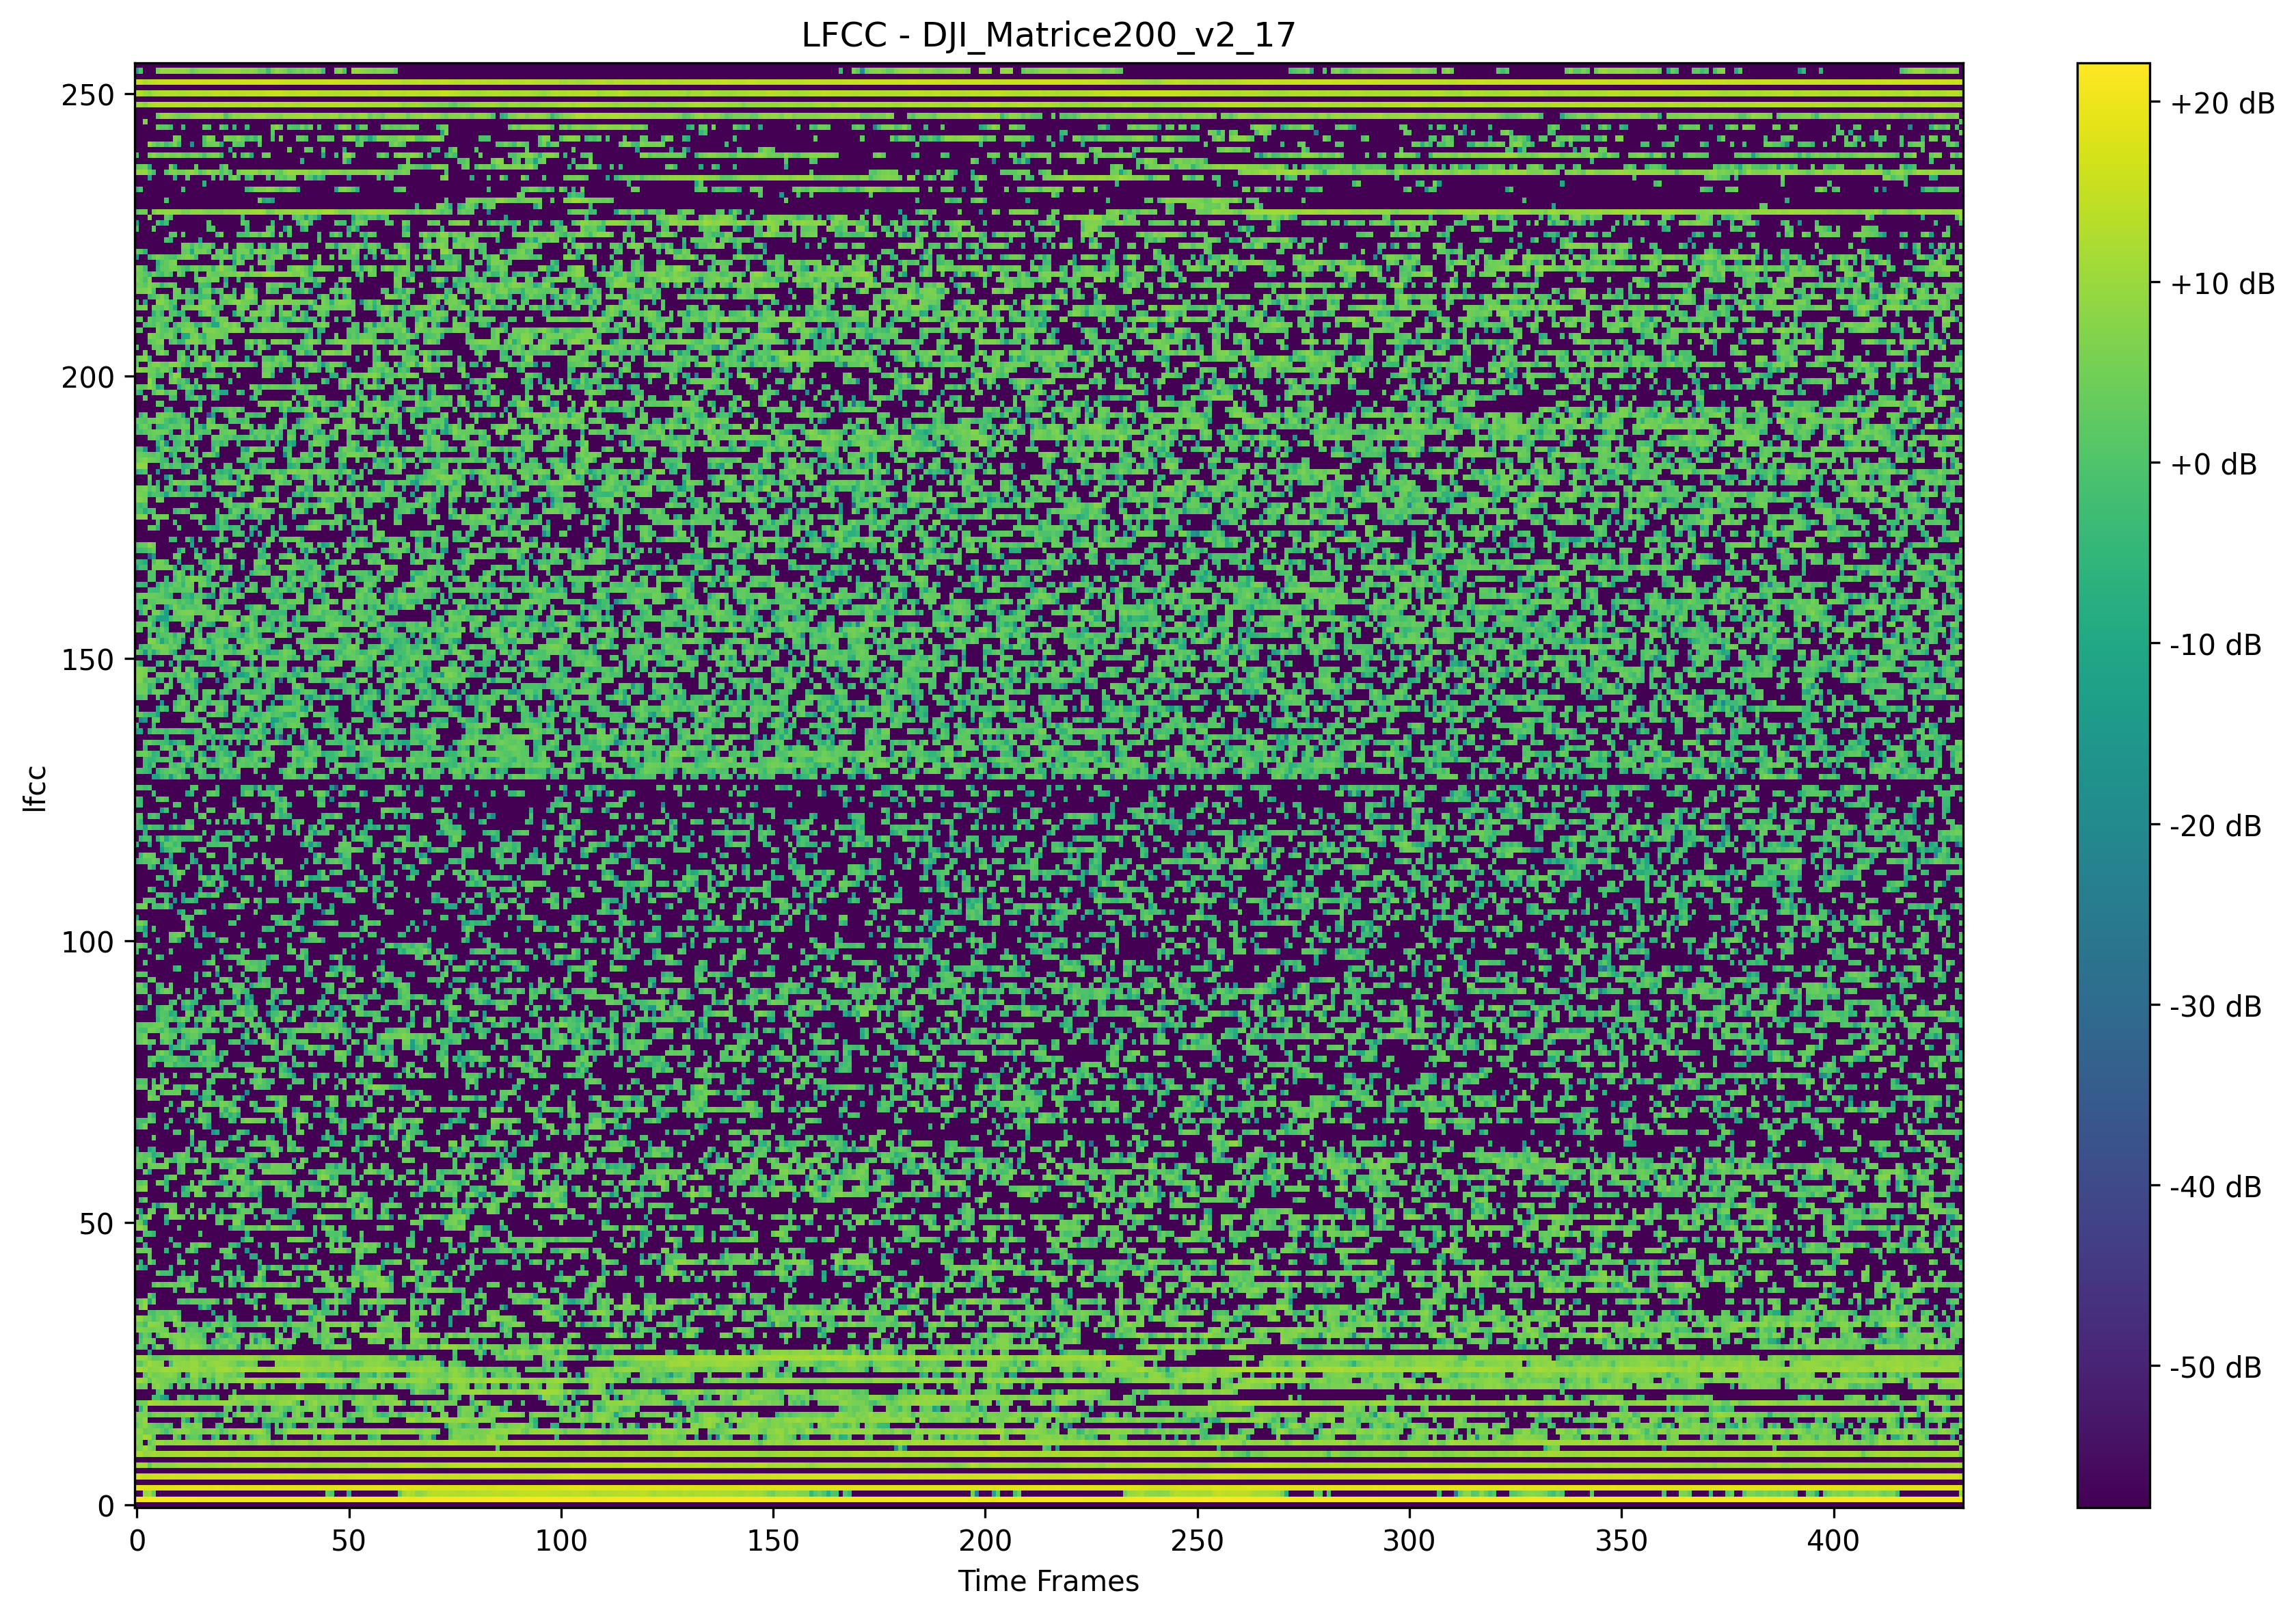 LFCC - DJI_Matrice200_v2_17
250
200
150
100
50
0
lfcc
0 50 100 150 200 250 300 350 400
Time Frames
+20 dB
+10 dB
+0 dB
-10 dB
-20 dB
-30 dB
-40 dB
-50 dB